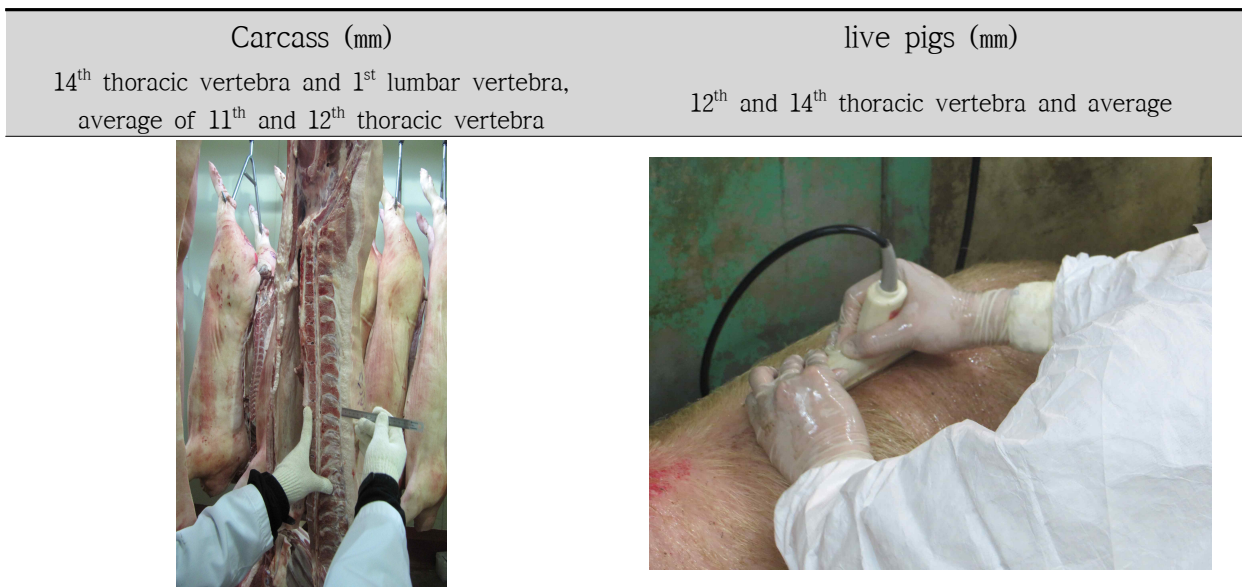 Carcass (㎜)
14th thoracic vertebra and 1st lumbar vertebra,
average of 11th and 12th thoracic vertebra
live pigs (㎜)
12th and 14th thoracic vertebra and average